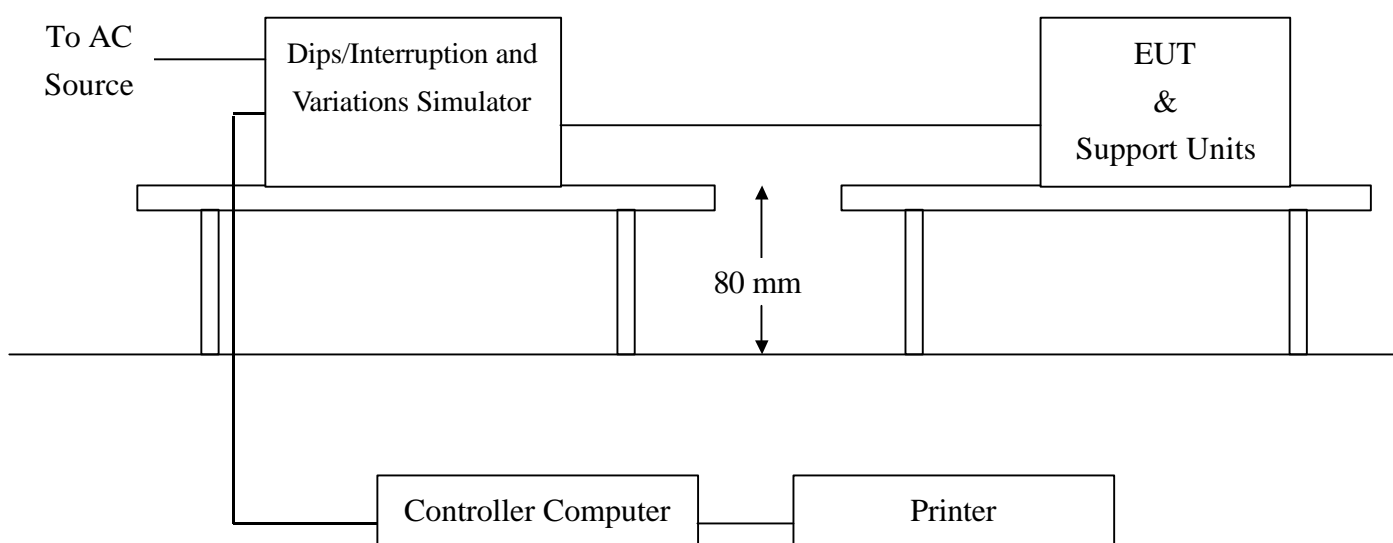 To AC
Source
Dips/Interruption and
Variations Simulator
EUT
&
Support Units
80 mm
Controller Computer
Printer